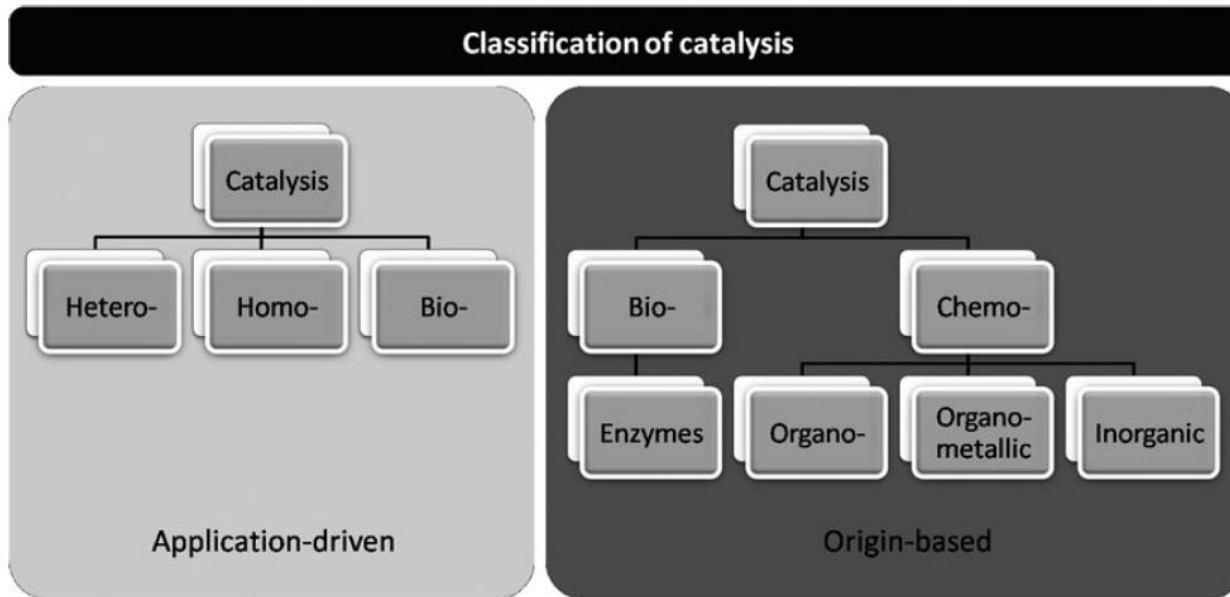 Classification of catalysis
Catalysis
Hetero-
Homo-
Bio-
Application-driven
Catalysis
Bio-
Chemo-
Enzymes
Organo-
Organo-
metallic
Inorganic
Origin-based